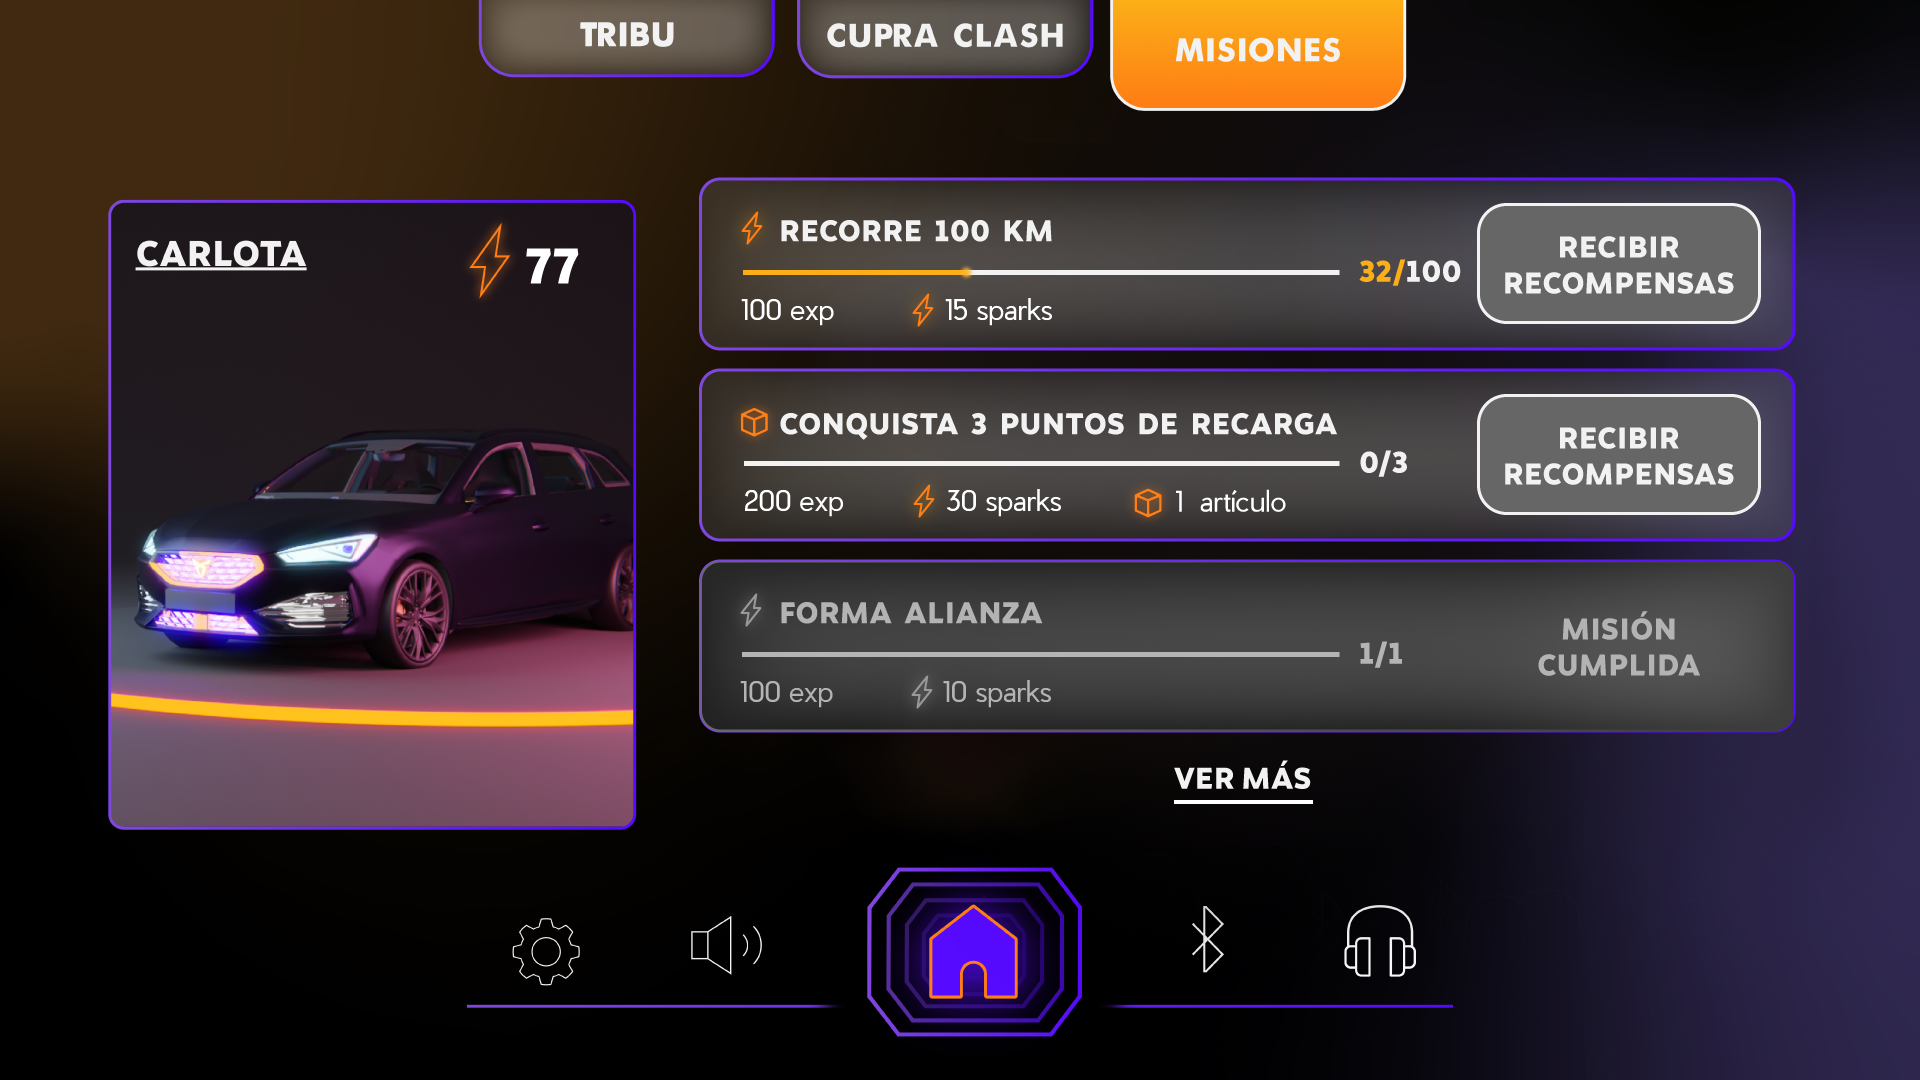 TRIBU
CUPRA CLASH
MISIONES
CARLOTA
77
RECORRE 100 KM
32/100
100 exp
15 sparks
RECIBIR
RECOMPENSAS
CONQUISTA 3 PUNTOS DE RECARGA
0/3
200 exp
30 sparks
1 artículo
RECIBIR
RECOMPENSAS
FORMA ALIANZA
1/1
100 exp
10 sparks
MISIÓN
CUMPLIDA
VER MÁS